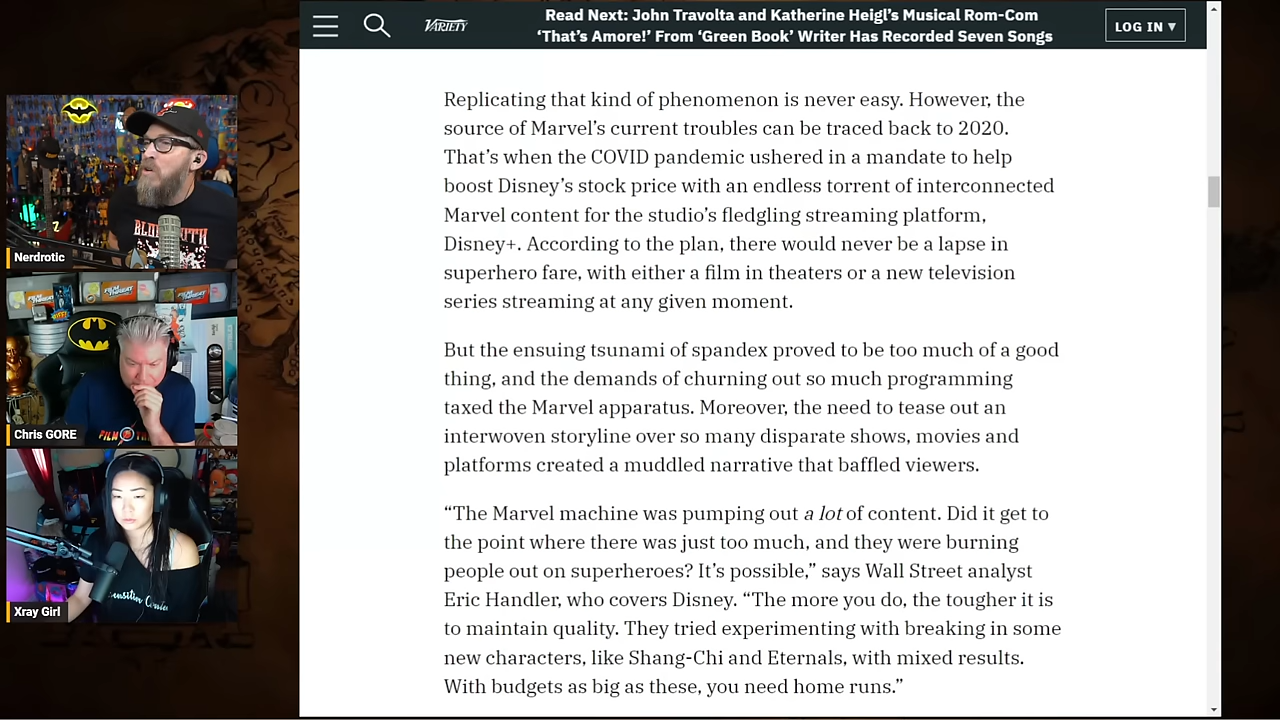 Read Next: John Travolta and Katherine Heigl’s Musical Rom-Com
‘That’s Amore!’ From ‘Green Book’ Writer Has Recorded Seven Songs
VARIETY
LOG IN ▾
Replicating that kind of phenomenon is never easy. However, the
source of Marvel’s current troubles can be traced back to 2020.
That’s when the COVID pandemic ushered in a mandate to help
boost Disney’s stock price with an endless torrent of interconnected
Marvel content for the studio’s fledgling streaming platform,
Disney+. According to the plan, there would never be a lapse in
superhero fare, with either a film in theaters or a new television
series streaming at any given moment.
But the ensuing tsunami of spandex proved to be too much of a good
thing, and the demands of churning out so much programming
taxed the Marvel apparatus. Moreover, the need to tease out an
interwoven storyline over so many disparate shows, movies and
platforms created a muddled narrative that baffled viewers.
“The Marvel machine was pumping out a lot of content. Did it get to
the point where there was just too much, and they were burning
people out on superheroes? It’s possible,” says Wall Street analyst
Eric Handler, who covers Disney. “The more you do, the tougher it is
to maintain quality. They tried experimenting with breaking in some
new characters, like Shang-Chi and Eternals, with mixed results.
With budgets as big as these, you need home runs.”
Nerdrotic
Chris GORE
Xray Girl